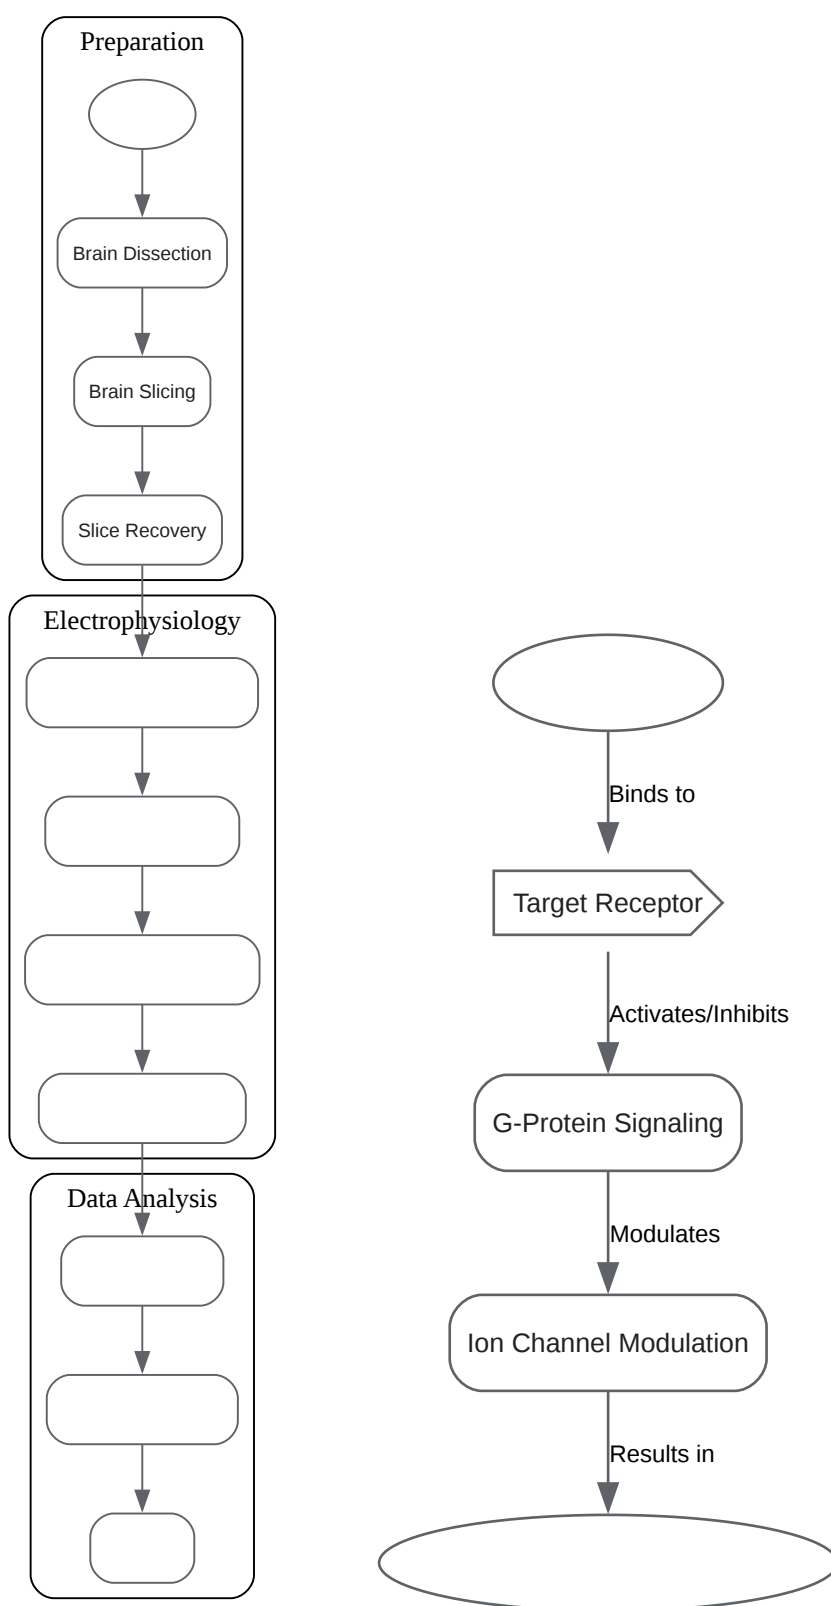 Preparation
Brain Dissection
Brain Slicing
Slice Recovery
Electrophysiology
Data Analysis
Binds to
Target Receptor
Activates/Inhibits
G-Protein Signaling
Modulates
Ion Channel Modulation
Results in